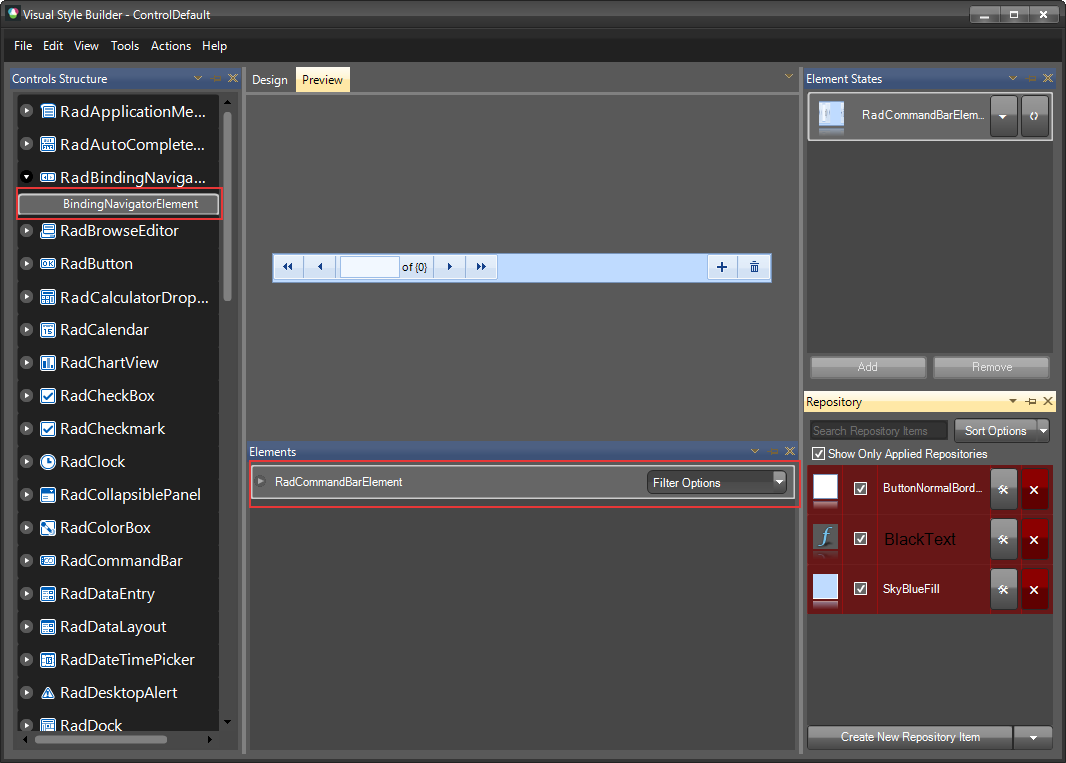 Visual Style Builder - ControlDefault
File Edit View Tools Actions Help
Controls Structure
RadApplicationMe...
RadAutoComplete...
RadBindingNaviga...
BindingNavigatorElement
RadBrowseEditor
RadButton
RadCalculatorDrop...
RadCalendar
RadChartView
RadCheckBox
RadCheckmark
RadClock
RadCollapsiblePanel
RadColorBox
RadCommandBar
RadDataEntry
RadDataLayout
RadDateTimePicker
RadDesktopAlert
RadDock
Design Preview
of {0}
Elements
RadCommandBarElement Filter Options
Element States
RadCommandBarElem...
Add Remove
Repository
Search Repository Items Sort Options
Show Only Applied Repositories
ButtonNormalBord...
BlackText
SkyBlueFill
Create New Repository Item